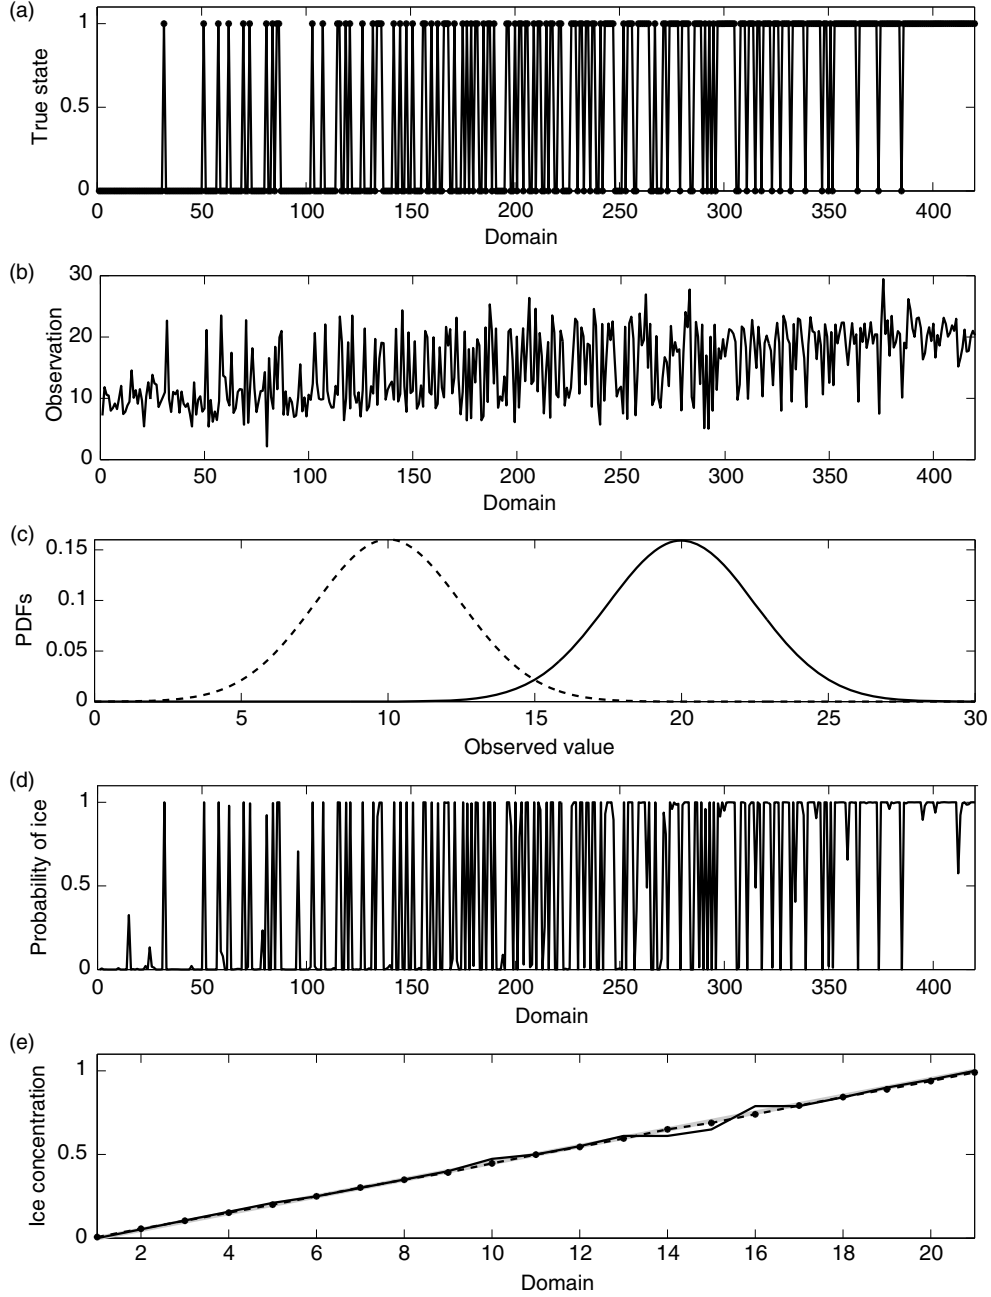 (a)
True state
1
0.5
0
0 50 100 150 200 250 300 350 400
Domain
(b)
Observation
30
20
10
0
0 50 100 150 200 250 300 350 400
Domain
(c)
PDFs
0.15
0.1
0.05
0
0 5 10 15 20 25 30
Observed value
(d)
Probability of ice
1
0.5
0
0 50 100 150 200 250 300 350 400
Domain
(e)
Ice concentration
1
0.5
0
2 4 6 8 10 12 14 16 18 20
Domain